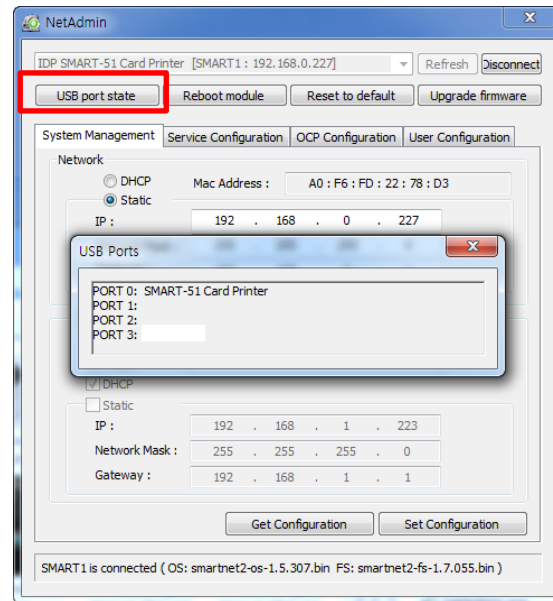 NetAdmin
IDP SMART-51 Card Printer [SMART1 : 192.168.0.227] Refresh Disconnect
USB port state Reboot module Reset to default Upgrade firmware
System Management Service Configuration OCP Configuration User Configuration
Network
DHCP Mac Address : A0 : F6 : FD : 22 : 78 : D3
Static
IP : 192 . 168 . 0 . 227
USB Ports
PORT 0: SMART-51 Card Printer
PORT 1:
PORT 2:
PORT 3:
DHCP
Static
IP : 192 . 168 . 1 . 223
Network Mask : 255 . 255 . 255 . 0
Gateway : 192 . 168 . 1 . 1
Get Configuration Set Configuration
SMART1 is connected ( OS: smartnet2-os-1.5.307.bin FS: smartnet2-fs-1.7.055.bin )